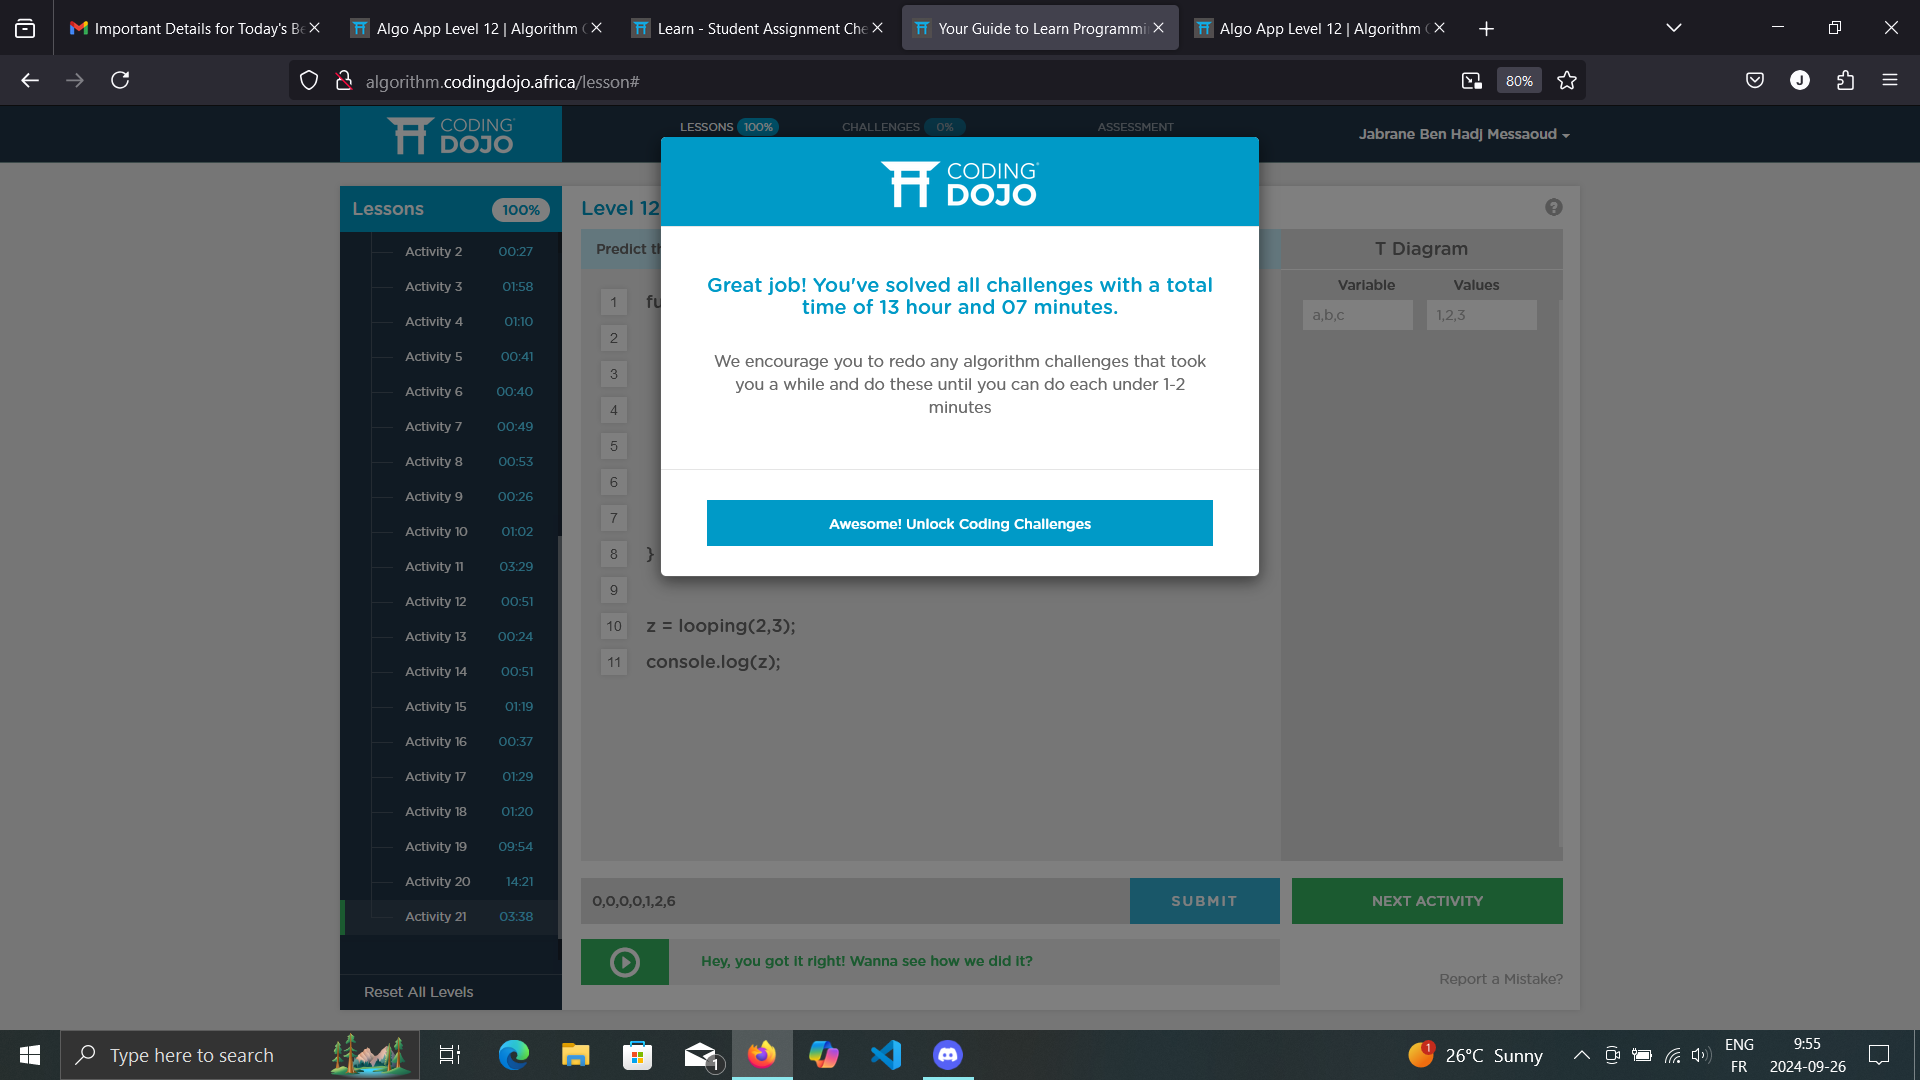 Important Details for Today's Be
Algo App Level 12 | Algorithm
Learn - Student Assignment Che
Your Guide to Learn Programmi
Algo App Level 12 | Algorithm
algorithm.codingdojo.africa/lesson#
80%
J
CODING DOJO
LESSONS 100%
CHALLENGES 0%
ASSESSMENT
Jabrane Ben Hadj Messaoud
Lessons 100%
Activity 2 00:27
Activity 3 01:58
Activity 4 01:10
Activity 5 00:41
Activity 6 00:40
Activity 7 00:49
Activity 8 00:53
Activity 9 00:26
Activity 10 01:02
Activity 11 03:29
Activity 12 00:51
Activity 13 00:24
Activity 14 00:51
Activity 15 01:19
Activity 16 00:37
Activity 17 01:29
Activity 18 01:20
Activity 19 09:54
Activity 20 14:21
Activity 21 03:38
Reset All Levels
Level 12
?
Predict th
1 fu
2
3
4
5
6
7
8 }
9
10 z = looping(2,3);
11 console.log(z);
T Diagram
Variable Values
a,b,c 1,2,3
CODING DOJO
Great job! You've solved all challenges with a total
time of 13 hour and 07 minutes.
We encourage you to redo any algorithm challenges that took
you a while and do these until you can do each under 1-2
minutes
Awesome! Unlock Coding Challenges
0,0,0,0,1,2,6
SUBMIT
NEXT ACTIVITY
Hey, you got it right! Wanna see how we did it?
Report a Mistake?
Type here to search
1
1
26°C Sunny
ENG
FR
9:55
2024-09-26